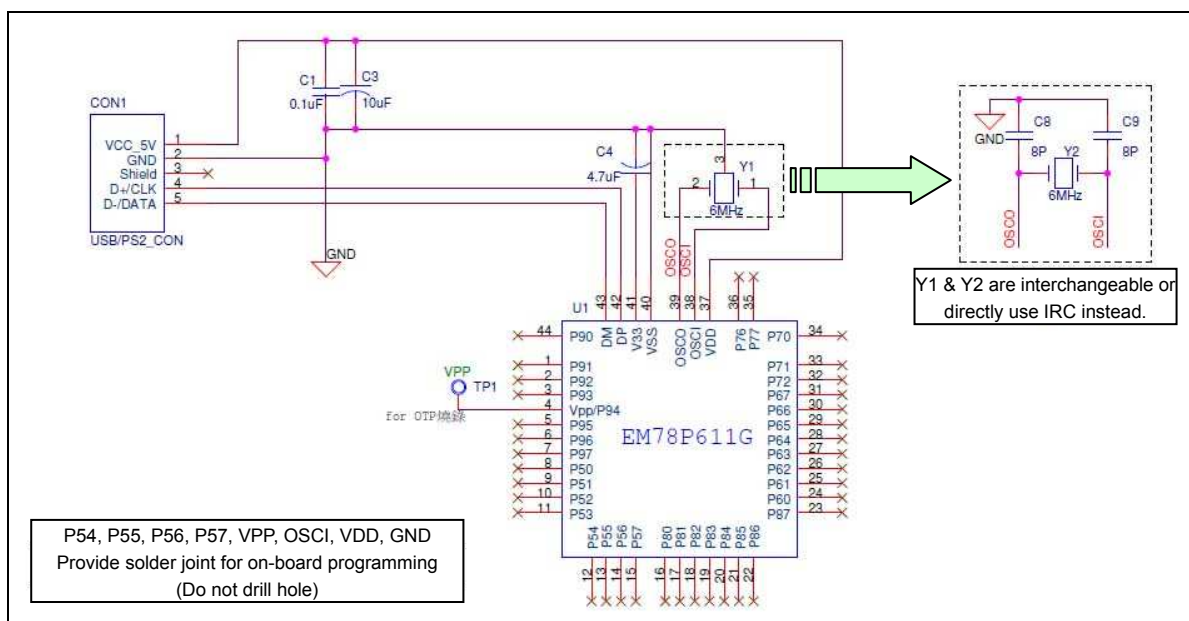 CON1
VCC_5V
GND
Shield
D+/CLK
D-/DATA
1
2
3
4
5
USB/PS2_CON
C1
0.1uF
C3
10uF
GND
C4
4.7uF
3
Y1
2
1
6MHz
OSCO
OSCI
GND
C8
8P
C9
8P
Y2
6MHz
OSCO
OSCI
Y1 & Y2 are interchangeable or
directly use IRC instead.
U1
43
42
41
40
39
38
37
36
35
DM
DP
V33
VSS
OSCO
OSCI
VDD
P76
P77
44 P90
1 P91
2 P92
3 P93
4 Vpp/P94
5 P95
6 P96
7 P97
8 P50
9 P51
10 P52
11 P53
VPP
TP1
for OTP燒錄
EM78P611G
P70 34
P71 33
P72 32
P67 31
P66 30
P65 29
P64 28
P63 27
P62 26
P61 25
P60 24
P87 23
P54
P55
P56
P57
P80
P81
P82
P83
P84
P85
P86
12
13
14
15
16
17
18
19
20
21
22
P54, P55, P56, P57, VPP, OSCI, VDD, GND
Provide solder joint for on-board programming
(Do not drill hole)